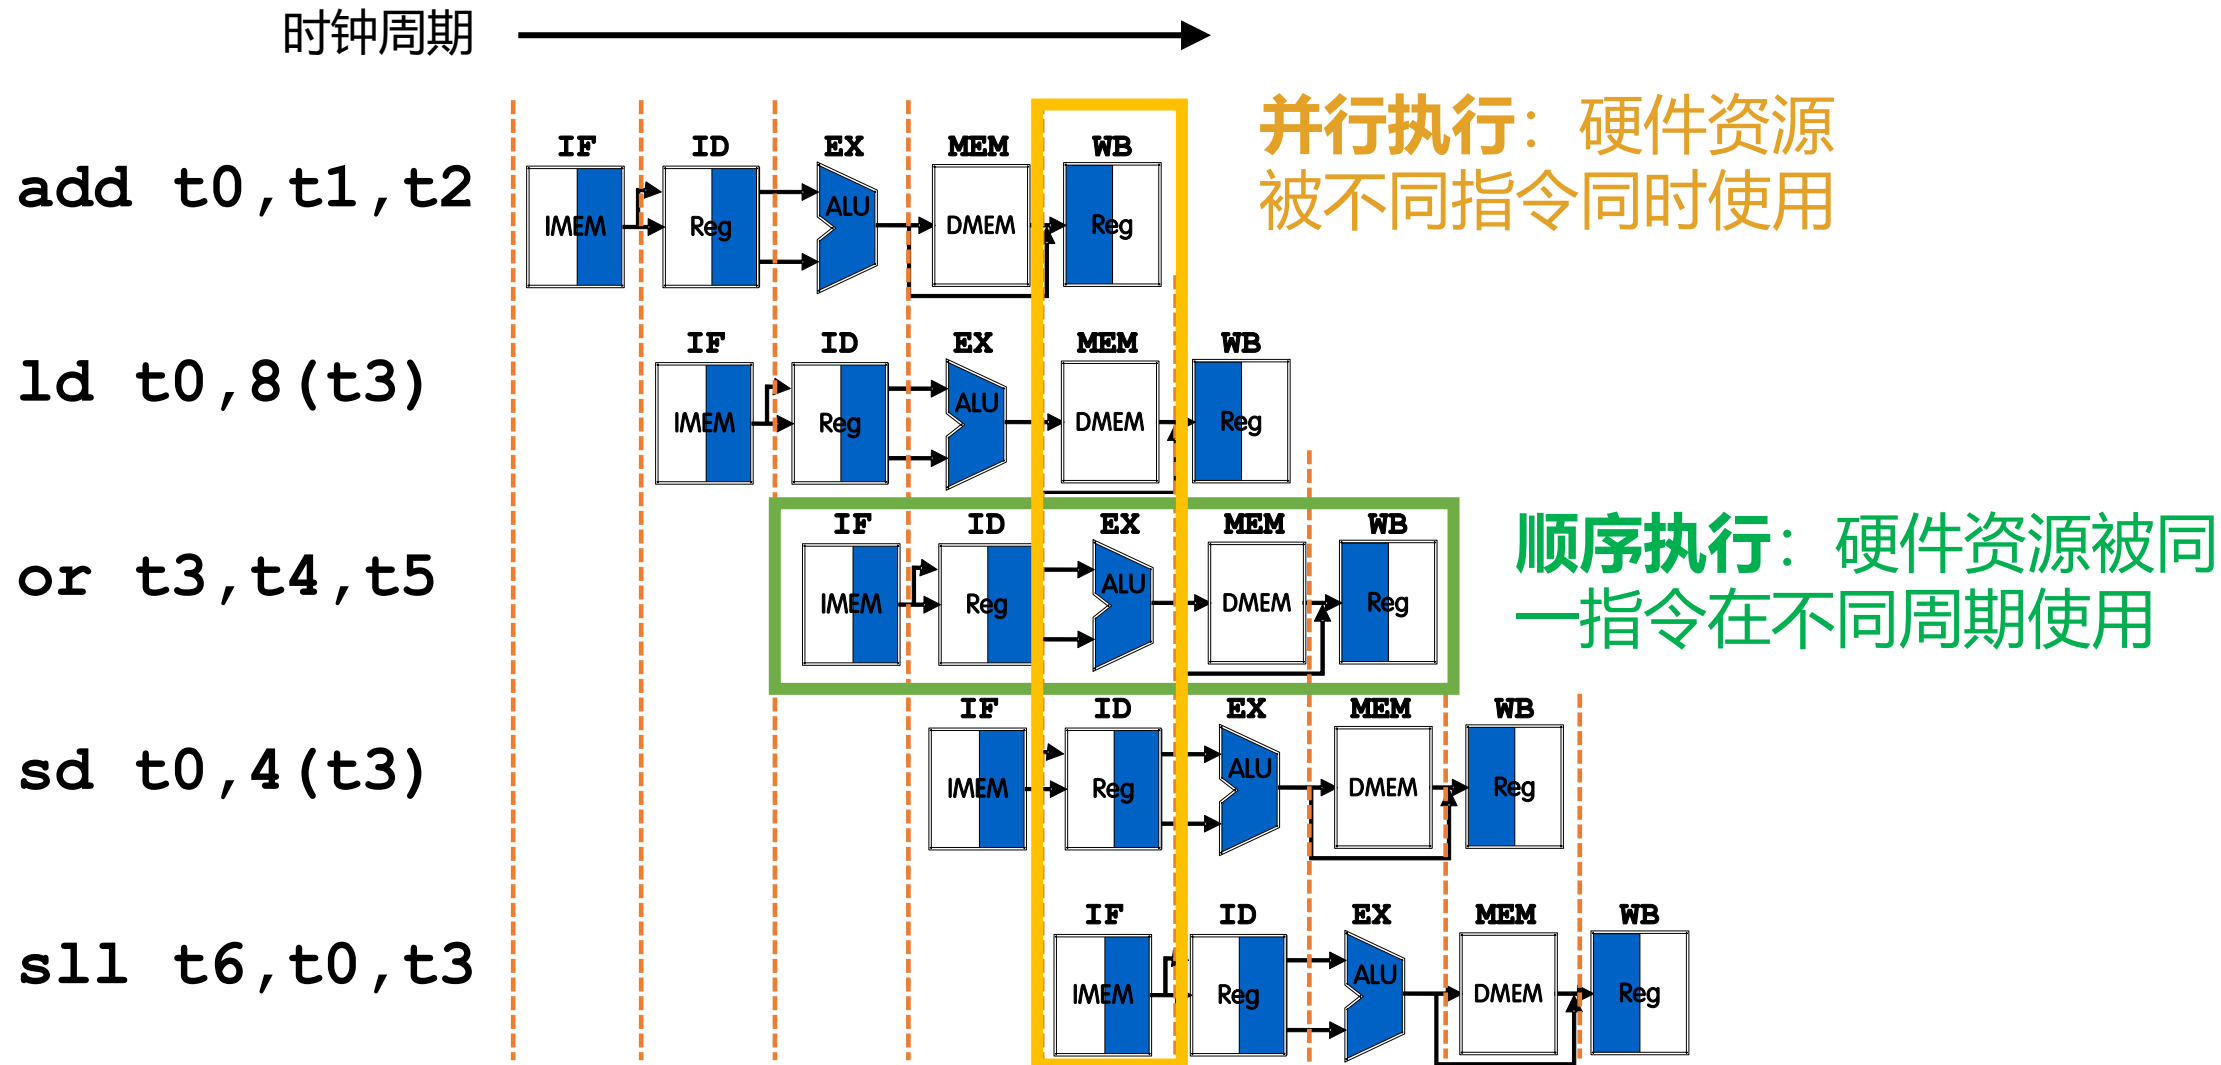 时钟周期
并行执行：硬件资源
被不同指令同时使用
IF ID EX MEM WB
add t0,t1,t2
IMEM Reg ALU DMEM Reg
IF ID EX MEM WB
ld t0,8(t3)
IMEM Reg ALU DMEM Reg
IF ID EX MEM WB
or t3,t4,t5
IMEM Reg ALU DMEM Reg
顺序执行：硬件资源被同
一指令在不同周期使用
IF ID EX MEM WB
sd t0,4(t3)
IMEM Reg ALU DMEM Reg
IF ID EX MEM WB
sll t6,t0,t3
IMEM Reg ALU DMEM Reg